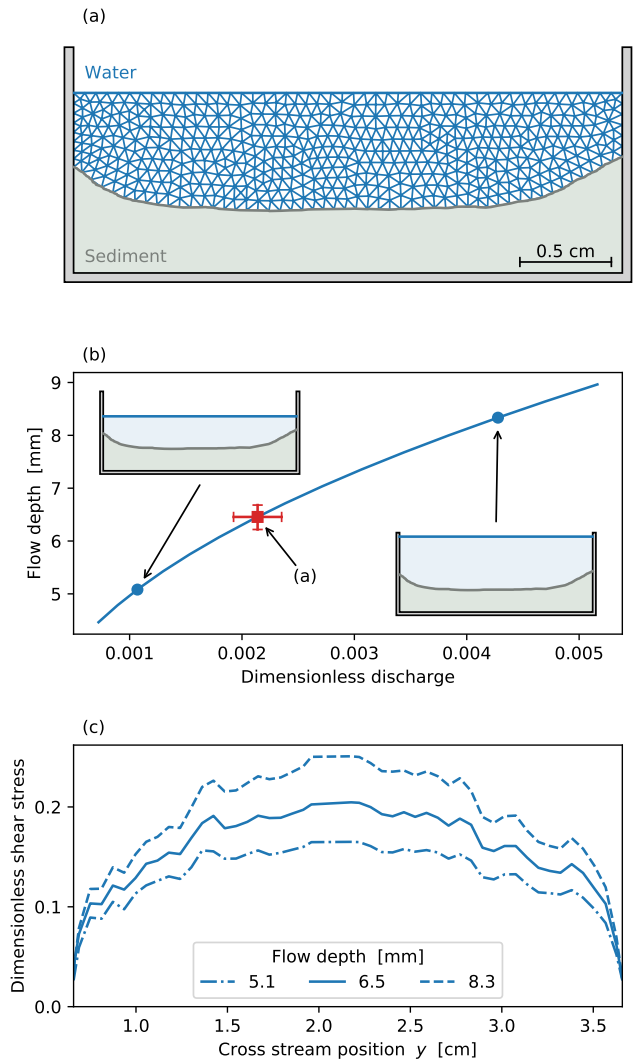 (a)
Water
Sediment
0.5 cm
(b)
Flow depth [mm]
9
8
7
6
5
(a)
0.001 0.002 0.003 0.004 0.005
Dimensionless discharge
(c)
Dimensionless shear stress
0.2
0.1
0.0
Flow depth [mm]
5.1 6.5 8.3
1.0 1.5 2.0 2.5 3.0 3.5
Cross stream position y [cm]